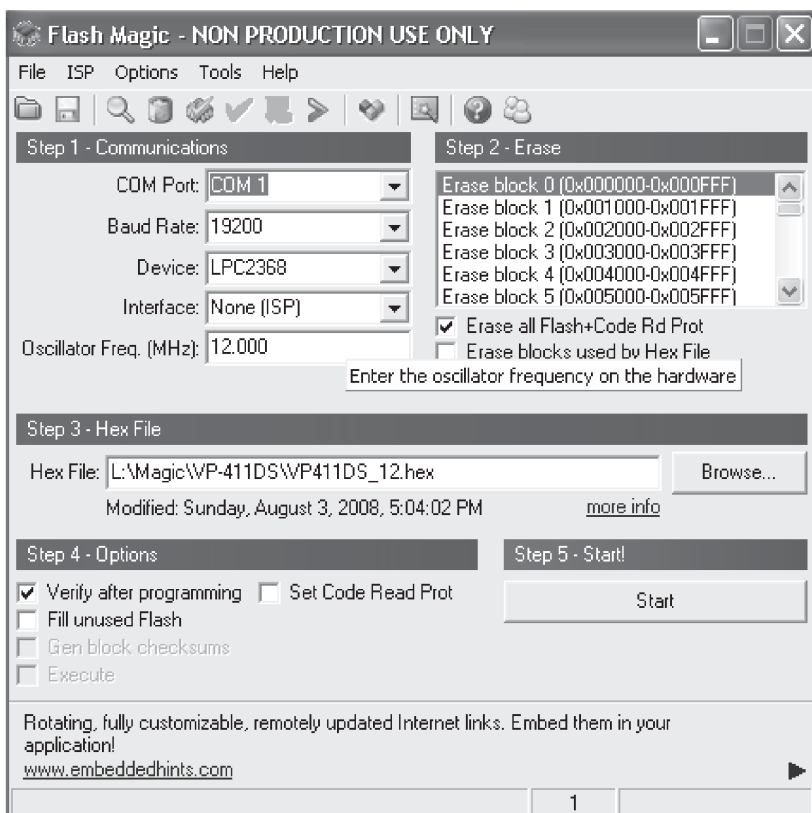 Flash Magic - NON PRODUCTION USE ONLY
File ISP Options Tools Help
Step 1 - Communications
COM Port: COM 1
Baud Rate: 19200
Device: LPC2368
Interface: None (ISP)
Oscillator Freq. (MHz): 12.000
Step 2 - Erase
Erase block 0 (0x000000-0x000FFF)
Erase block 1 (0x001000-0x001FFF)
Erase block 2 (0x002000-0x002FFF)
Erase block 3 (0x003000-0x003FFF)
Erase block 4 (0x004000-0x004FFF)
Erase block 5 (0x005000-0x005FFF)
Erase all Flash+Code Rd Prot
Erase blocks used by Hex File
Enter the oscillator frequency on the hardware
Step 3 - Hex File
Hex File: L:\Magic\VP-411DS\VP411DS_12.hex
Browse...
Modified: Sunday, August 3, 2008, 5:04:02 PM
more info
Step 4 - Options
Verify after programming
Set Code Read Prot
Fill unused Flash
Gen block checksums
Execute
Step 5 - Start!
Start
Rotating, fully customizable, remotely updated Internet links. Embed them in your
application!
www.embeddedhints.com
1